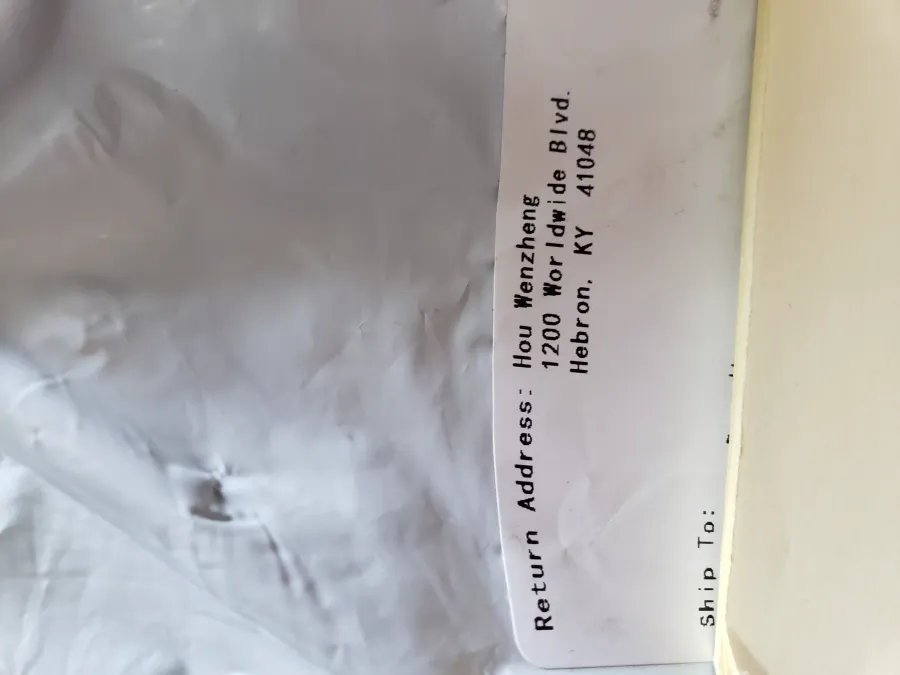 Return Address: Hou Wenzheng
1200 Worldwide Blvd.
Hebron, KY 41048
Ship To: